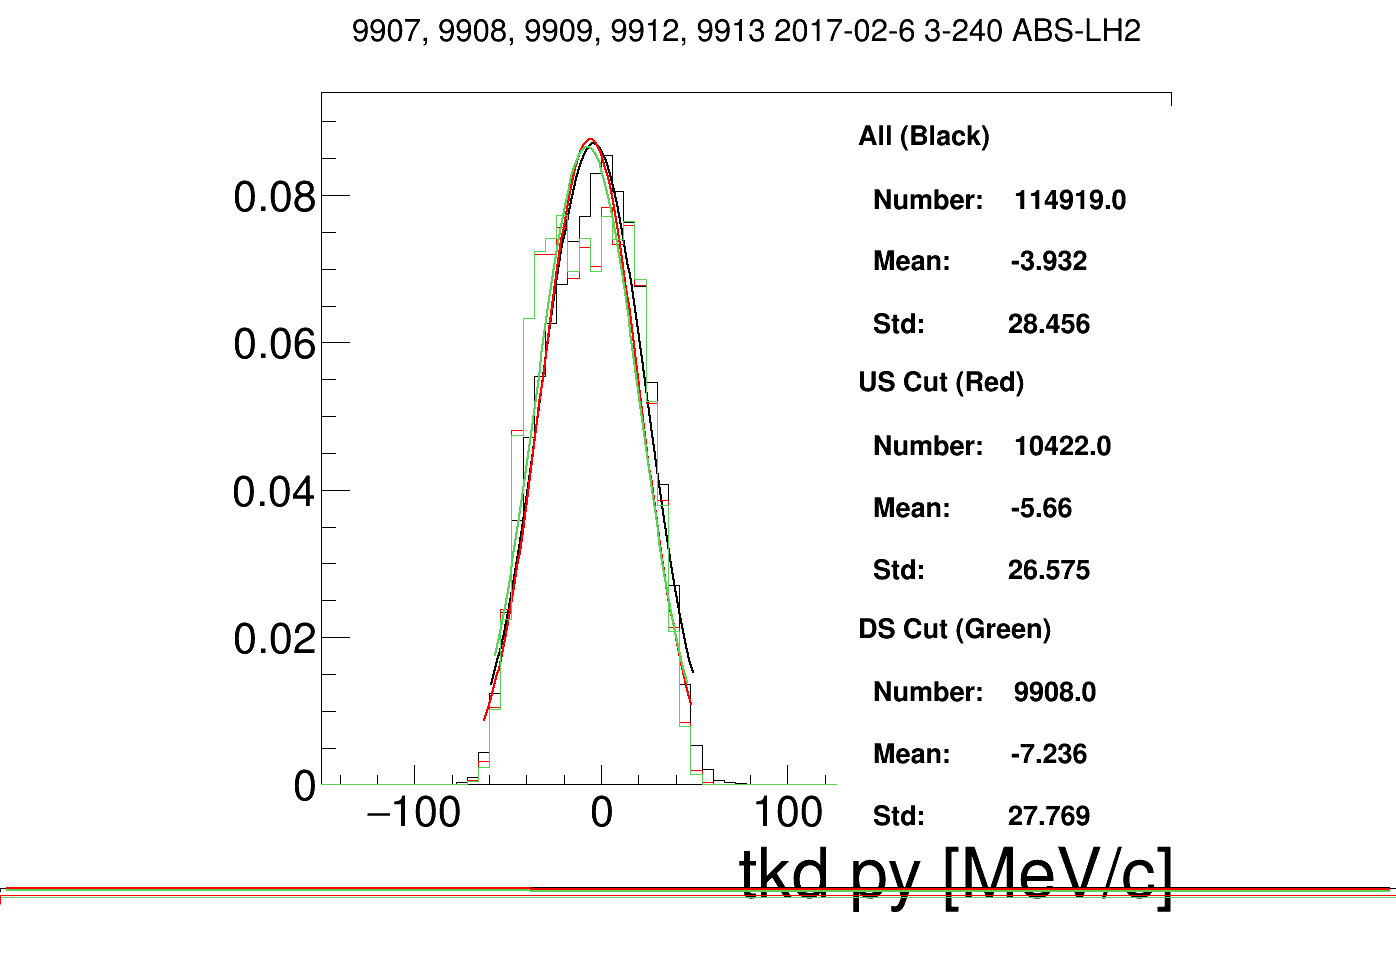 9907, 9908, 9909, 9912, 9913 2017-02-6 3-240 ABS-LH2
All (Black)
Number: 114919.0
Mean: -3.932
Std: 28.456
US Cut (Red)
Number: 10422.0
Mean: -5.66
Std: 26.575
DS Cut (Green)
Number: 9908.0
Mean: -7.236
Std: 27.769
0.08
0.06
0.04
0.02
0
−100 0 100
tkd py [MeV/c]